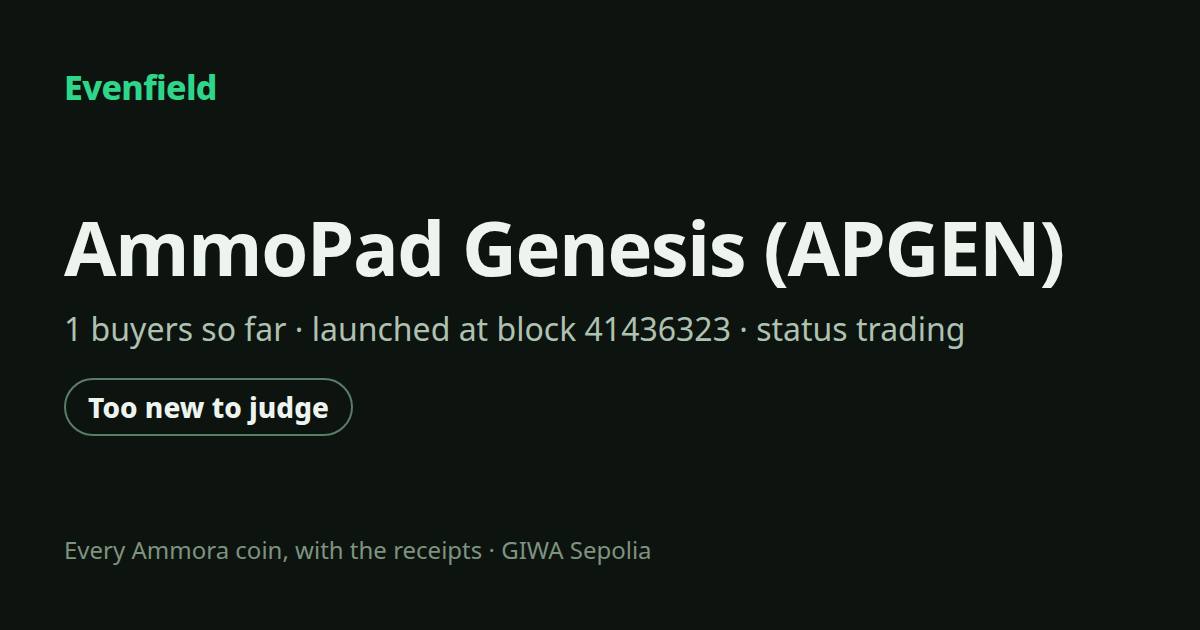 Evenfield
AmmoPad Genesis (APGEN)
1 buyers so far · launched at block 41436323 · status trading
Too new to judge
Every Ammora coin, with the receipts · GIWA Sepolia